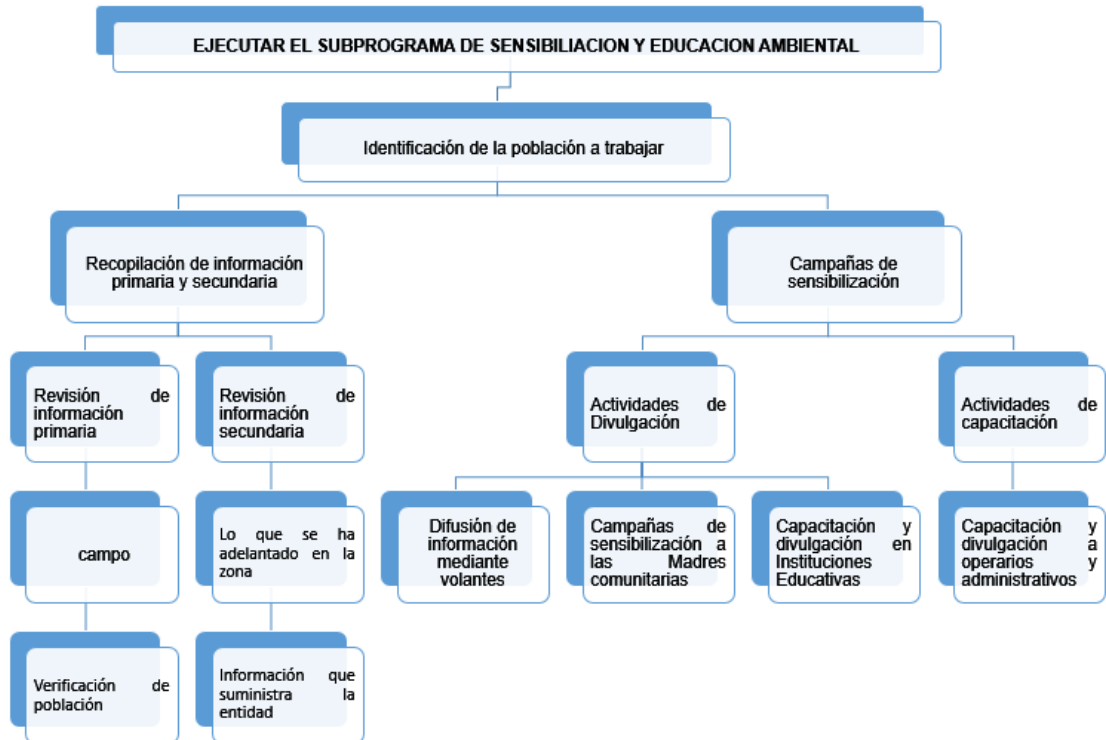 EJECUTAR EL SUBPROGRAMA DE SENSIBILIACION Y EDUCACION AMBIENTAL
Identificación de la población a trabajar
Recopilación de información
primaria y secundaria
Campañas de
sensibilización
Revisión de
información
primaria
Revisión de
información
secundaria
Actividades de
Divulgación
Actividades de
capacitación
campo
Lo que se ha
adelantado en la
zona
Difusión de
información
mediante
volantes
Campañas de
sensibilización a
las Madres
comunitarias
Capacitación y
divulgación en
Instituciones
Educativas
Capacitación y
divulgación a
operarios y
administrativos
Verificación de
población
Información que
suministra la
entidad